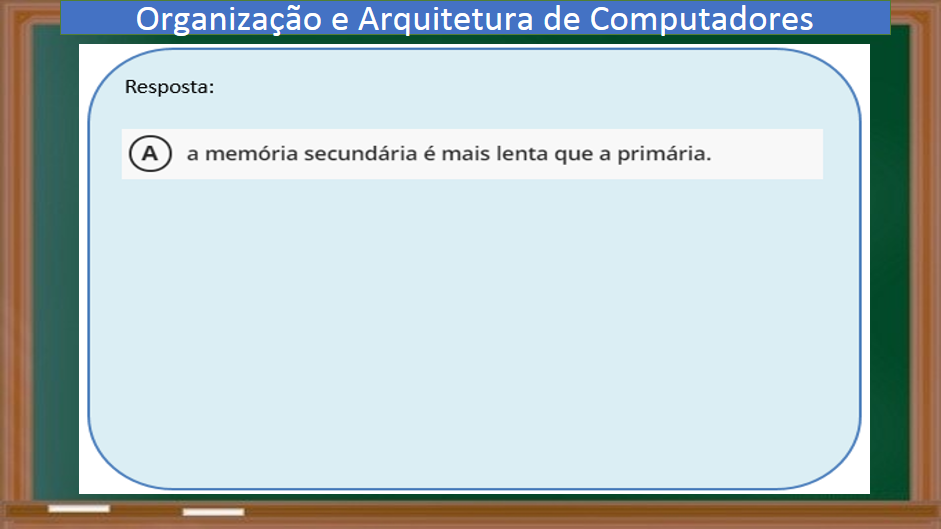 Organização e Arquitetura de Computadores
Resposta:
A a memória secundária é mais lenta que a primária.